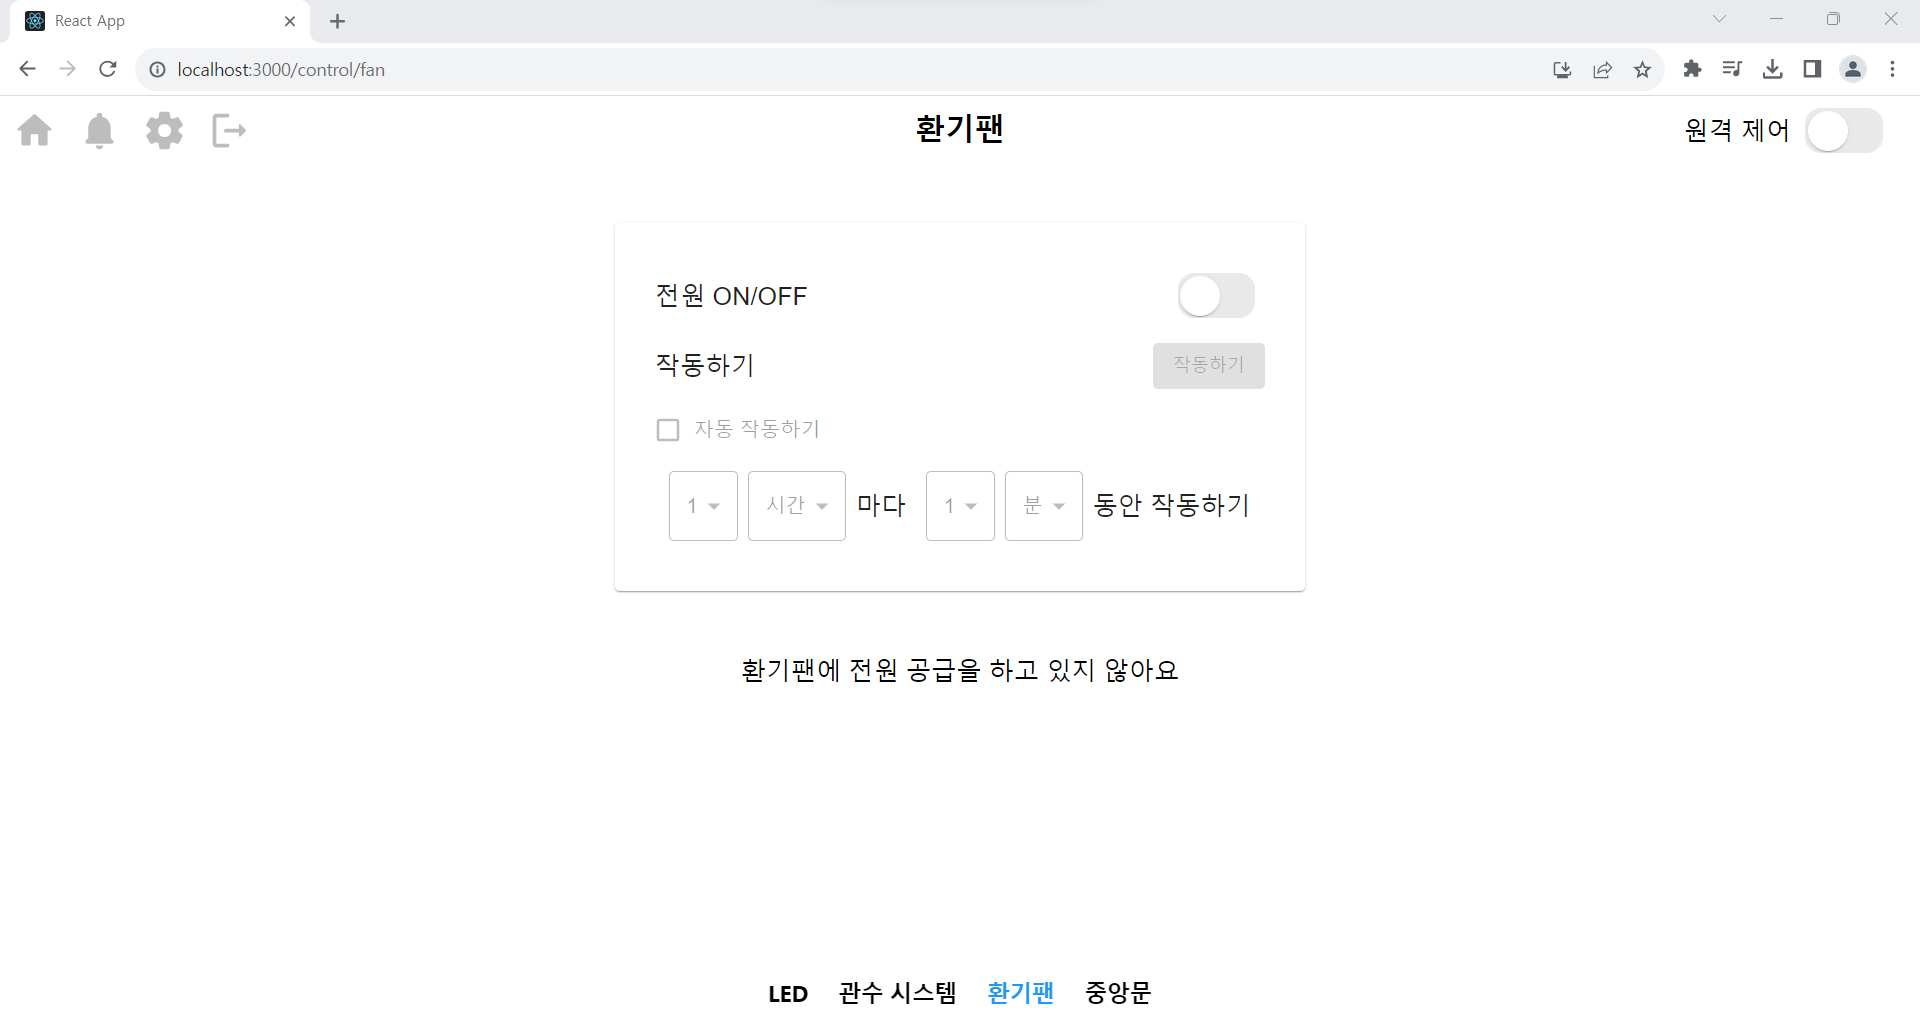 React App
localhost:3000/control/fan
환기팬
원격 제어
전원 ON/OFF
작동하기 작동하기
자동 작동하기
1 시간 마다 1 분 동안 작동하기
환기팬에 전원 공급을 하고 있지 않아요
LED 관수 시스템 환기팬 중앙문